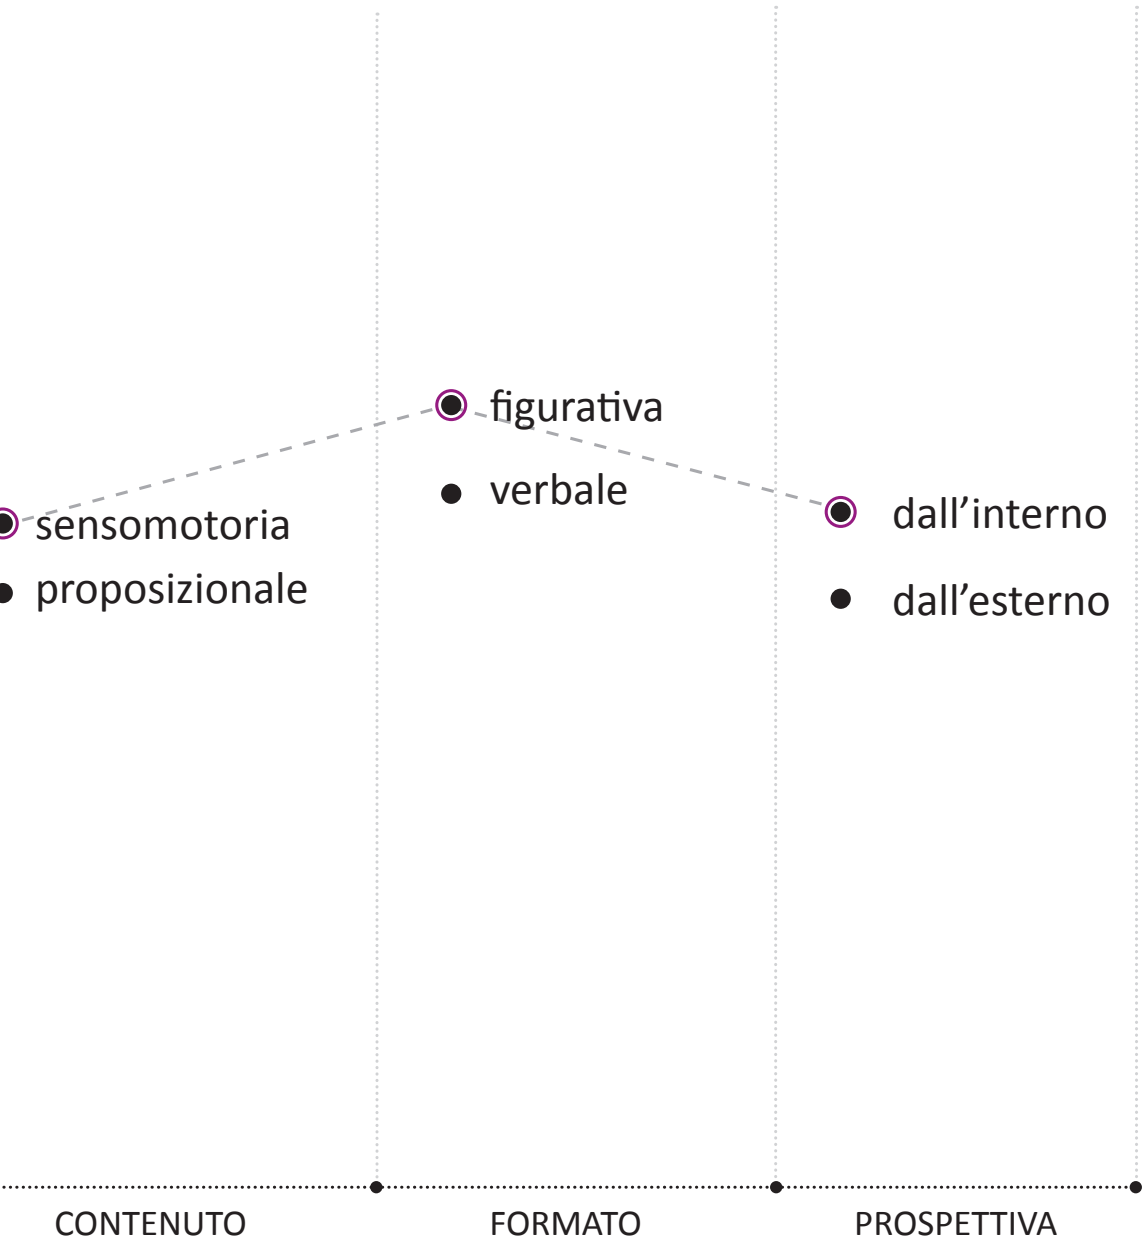 figurativa
verbale
sensomotoria
proposizionale
dall’interno
dall’esterno
CONTENUTO
FORMATO
PROSPETTIVA